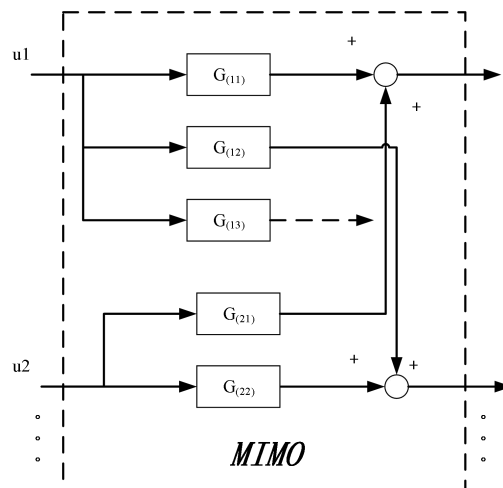 u1
+
G(11)
+
G(12)
G(13)
G(21)
u2
+
+
G(22)
MIMO